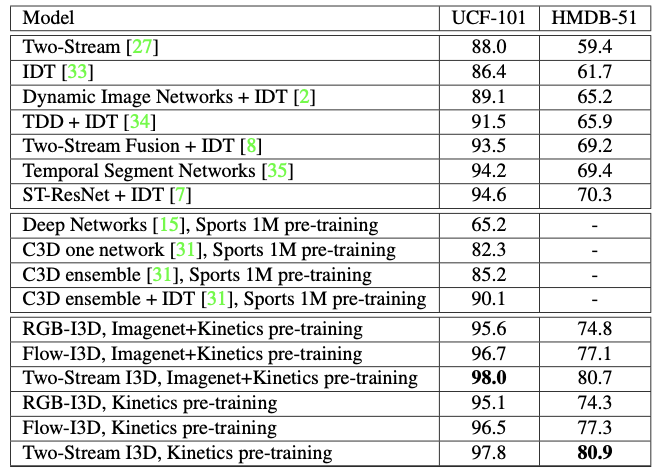 Model UCF-101 HMDB-51
Two-Stream [27] 88.0 59.4
IDT [33] 86.4 61.7
Dynamic Image Networks + IDT [2] 89.1 65.2
TDD + IDT [34] 91.5 65.9
Two-Stream Fusion + IDT [8] 93.5 69.2
Temporal Segment Networks [35] 94.2 69.4
ST-ResNet + IDT [7] 94.6 70.3
Deep Networks [15], Sports 1M pre-training 65.2 -
C3D one network [31], Sports 1M pre-training 82.3 -
C3D ensemble [31], Sports 1M pre-training 85.2 -
C3D ensemble + IDT [31], Sports 1M pre-training 90.1 -
RGB-I3D, Imagenet+Kinetics pre-training 95.6 74.8
Flow-I3D, Imagenet+Kinetics pre-training 96.7 77.1
Two-Stream I3D, Imagenet+Kinetics pre-training 98.0 80.7
RGB-I3D, Kinetics pre-training 95.1 74.3
Flow-I3D, Kinetics pre-training 96.5 77.3
Two-Stream I3D, Kinetics pre-training 97.8 80.9